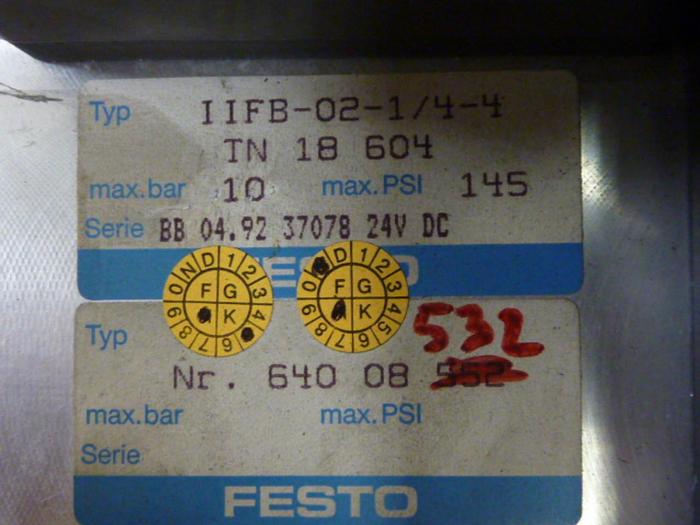 Typ IIFB-02-1/4-4
TN 18 604
max.bar 10 max.PSI 145
Serie BB 04.92 37078 24V DC
FESTO
Typ
532
Nr. 640 08 552
max.bar max.PSI
Serie
FESTO